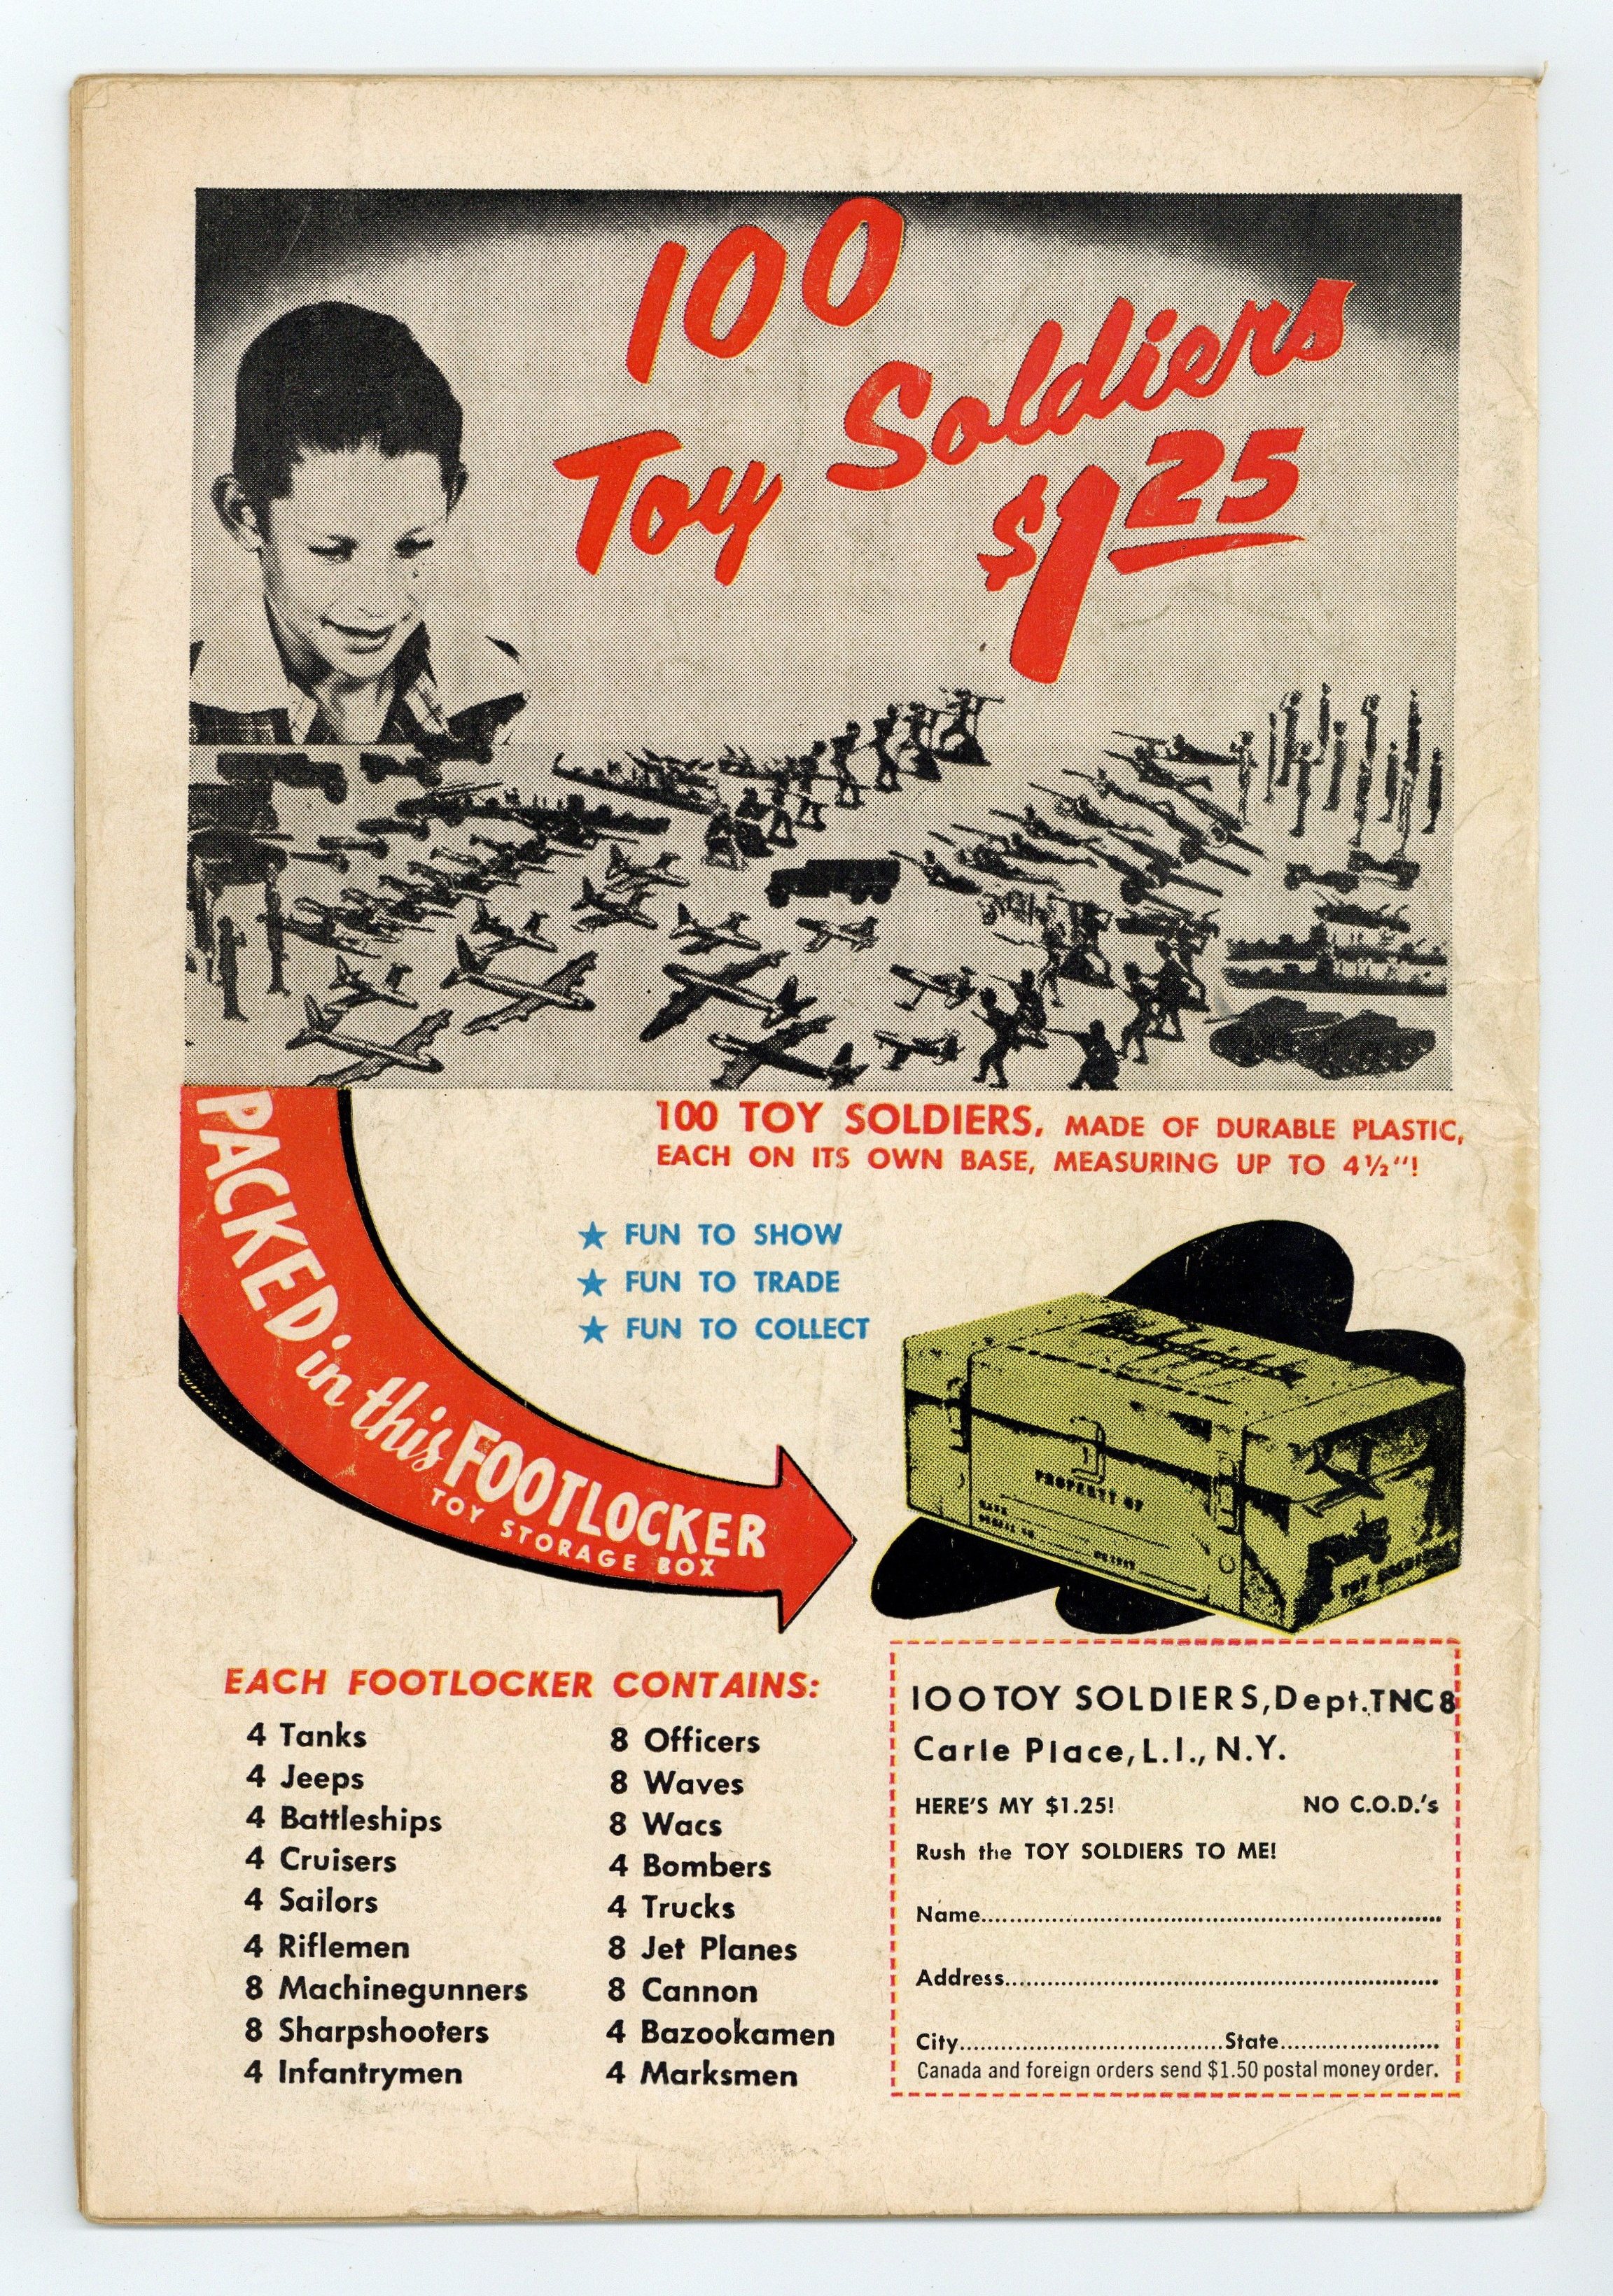 100
Toy Soldiers
$1.25
100 TOY SOLDIERS, MADE OF DURABLE PLASTIC,
EACH ON ITS OWN BASE, MEASURING UP TO 4½"!
★ FUN TO SHOW
★ FUN TO TRADE
★ FUN TO COLLECT
PACKED in this FOOTLOCKER
TOY STORAGE BOX
PROPERTY OF
TOY SOLDIERS
EACH FOOTLOCKER CONTAINS:
4 Tanks
4 Jeeps
4 Battleships
4 Cruisers
4 Sailors
4 Riflemen
8 Machinegunners
8 Sharpshooters
4 Infantrymen
8 Officers
8 Waves
8 Wacs
4 Bombers
4 Trucks
8 Jet Planes
8 Cannon
4 Bazookamen
4 Marksmen
100 TOY SOLDIERS, Dept. TNC8
Carle Place, L.I., N.Y.
HERE'S MY $1.25! NO C.O.D.'s
Rush the TOY SOLDIERS TO ME!
Name
Address
City State
Canada and foreign orders send $1.50 postal money order.